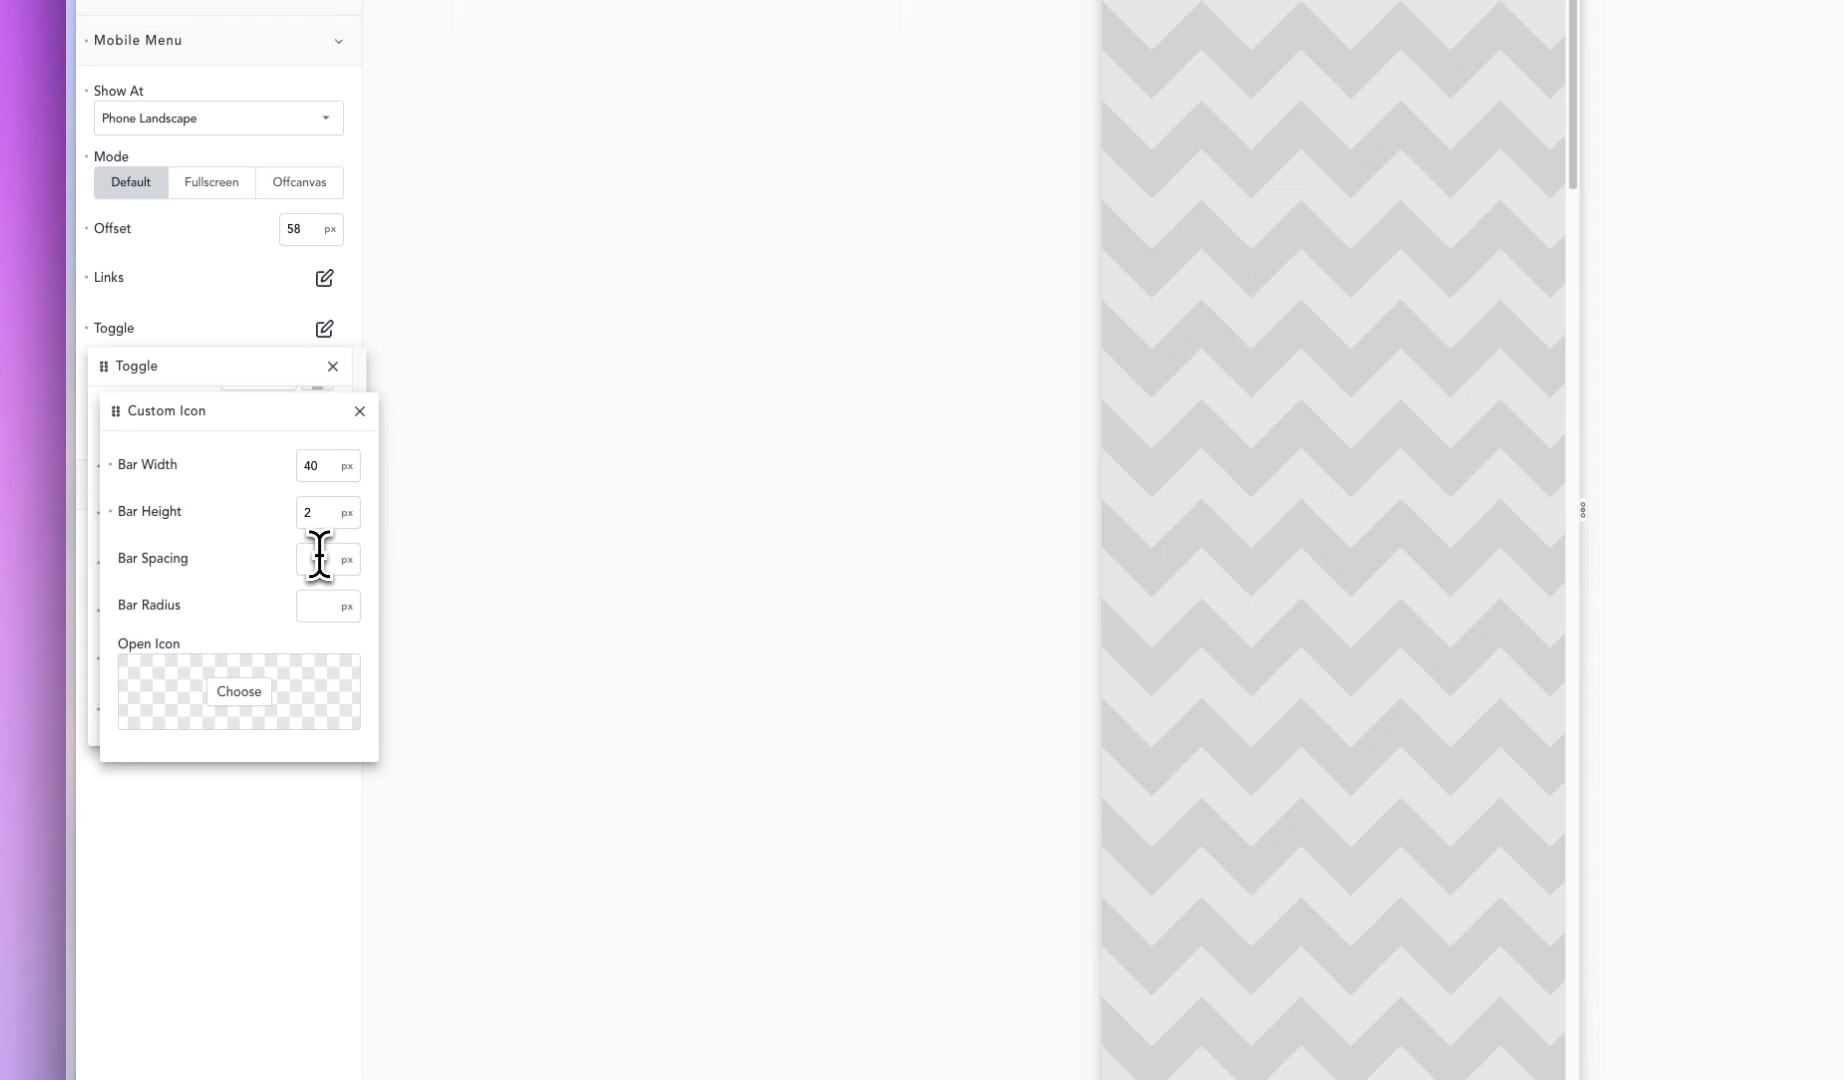 Mobile Menu
Show At
Phone Landscape
Mode
Default Fullscreen Offcanvas
Offset 58 px
Links
Toggle
Toggle
Custom Icon
Bar Width 40 px
Bar Height 2 px
Bar Spacing px
Bar Radius px
Open Icon
Choose